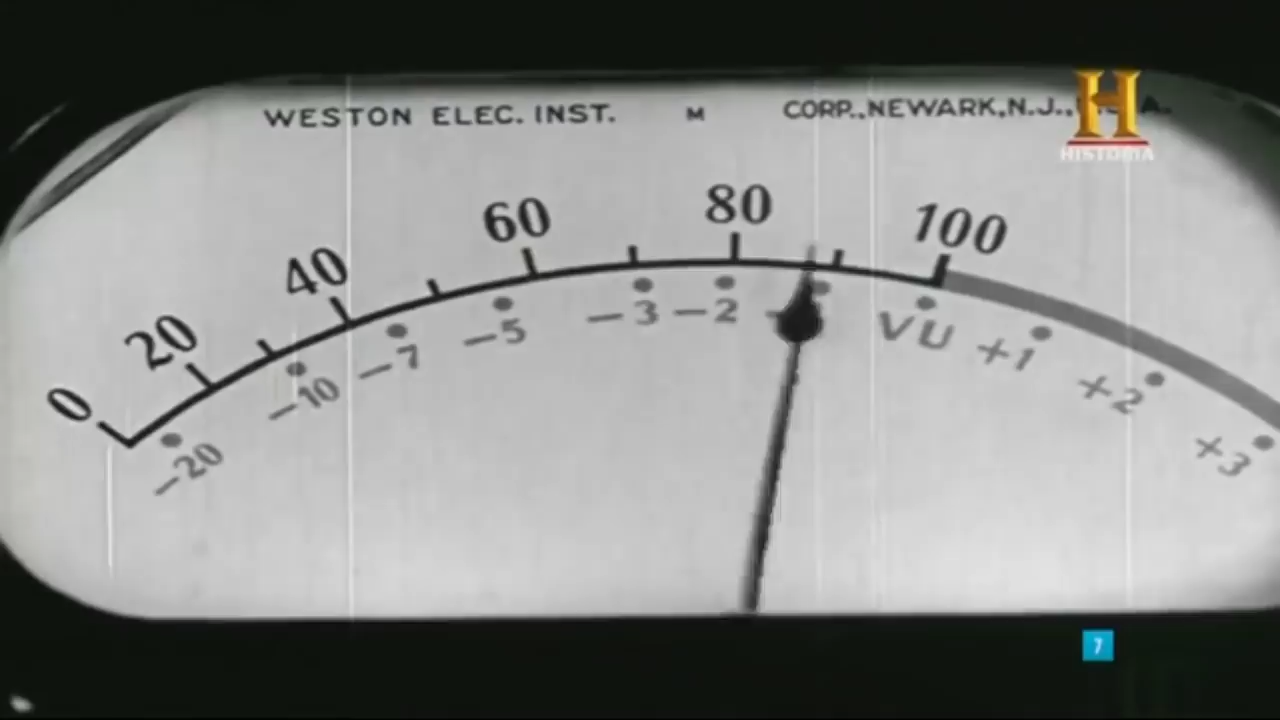 WESTON ELEC. INST. M CORP., NEWARK, N.J.,
H
HISTORIA
0 20 40 60 80 100
-20 -10 -7 -5 -3 -2 VU +1 +2 +3
7